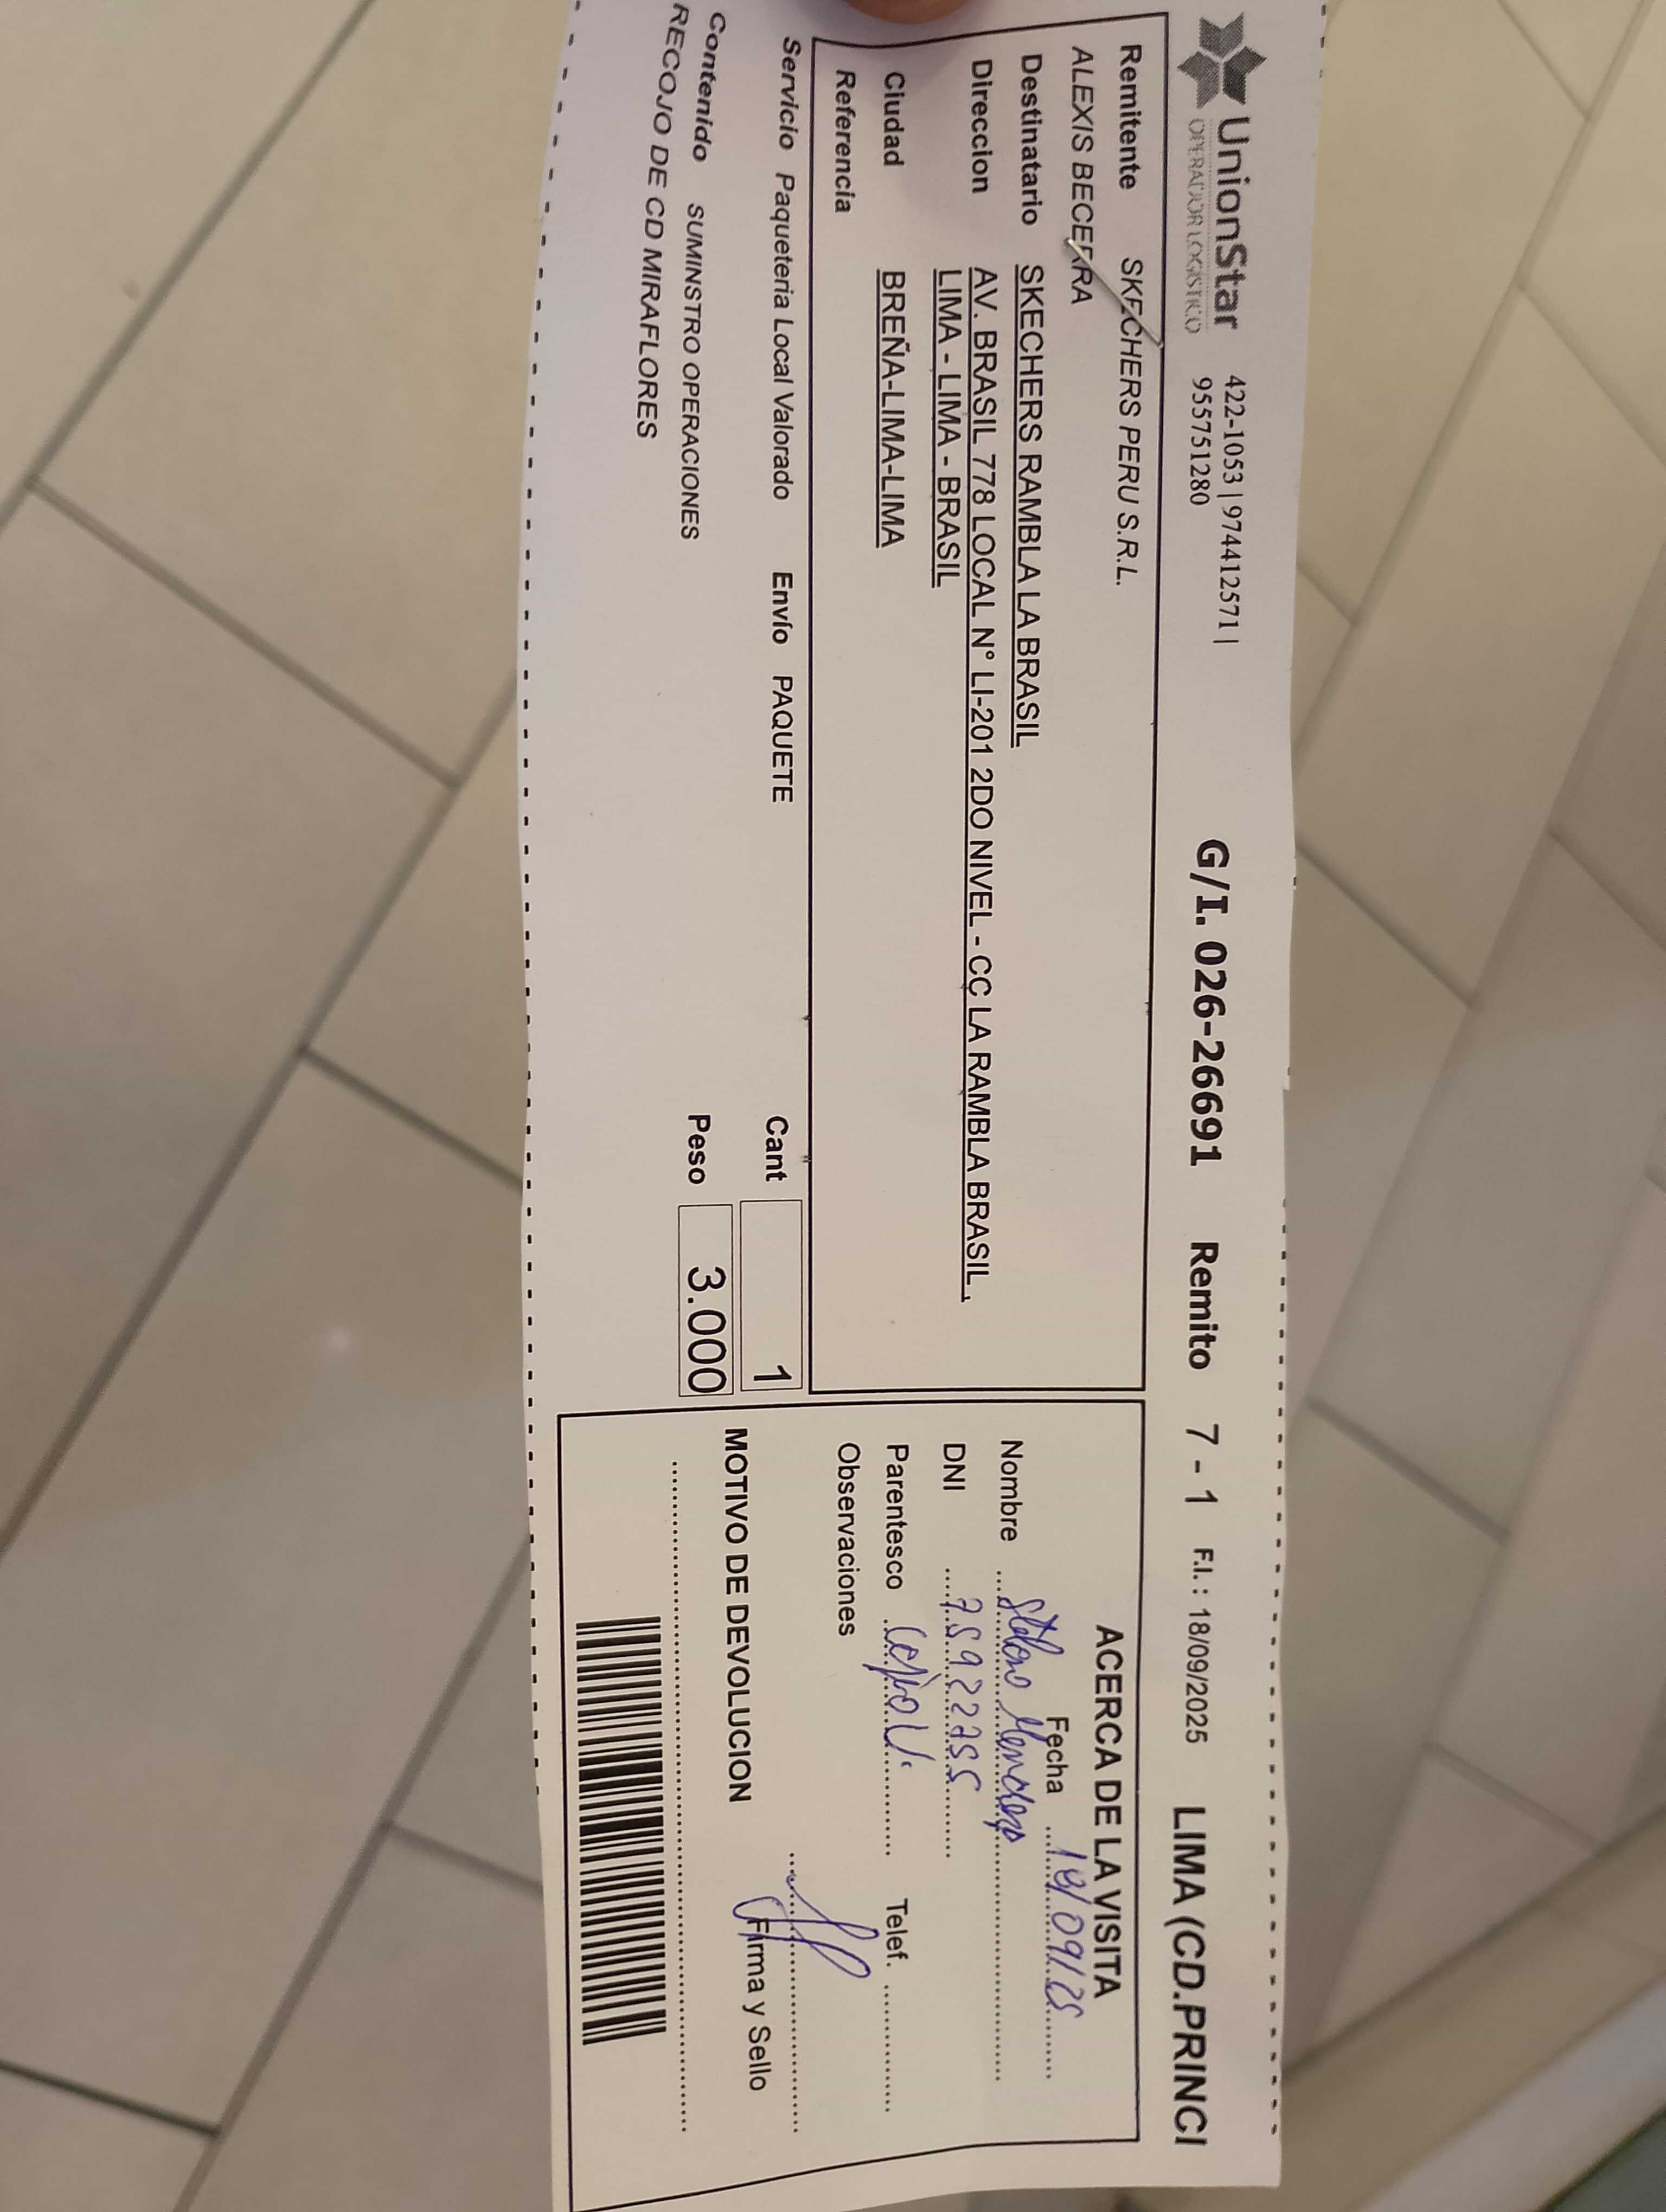 UnionStar
OPERADOR LOGISTICO
422-1053 | 974412571 |
955751280
G/I. 026-26691 Remito 7 - 1 F.I. : 18/09/2025 LIMA (CD.PRINCI
Remitente SKECHERS PERU S.R.L.
ALEXIS BECERRA
Destinatario SKECHERS RAMBLA LA BRASIL
Direccion AV. BRASIL 778 LOCAL N° LI-201 2DO NIVEL - CC LA RAMBLA BRASIL ,
LIMA - LIMA - BRASIL
Ciudad BREÑA-LIMA-LIMA
Referencia
Servicio Paqueteria Local Valorado Envío PAQUETE Cant 1
Contenido SUMINSTRO OPERACIONES Peso 3.000
RECOJO DE CD MIRAFLORES
ACERCA DE LA VISITA
Fecha 18/09/25
Nombre
DNI 75922755
Parentesco Telef.
Observaciones
Firma y Sello
MOTIVO DE DEVOLUCION